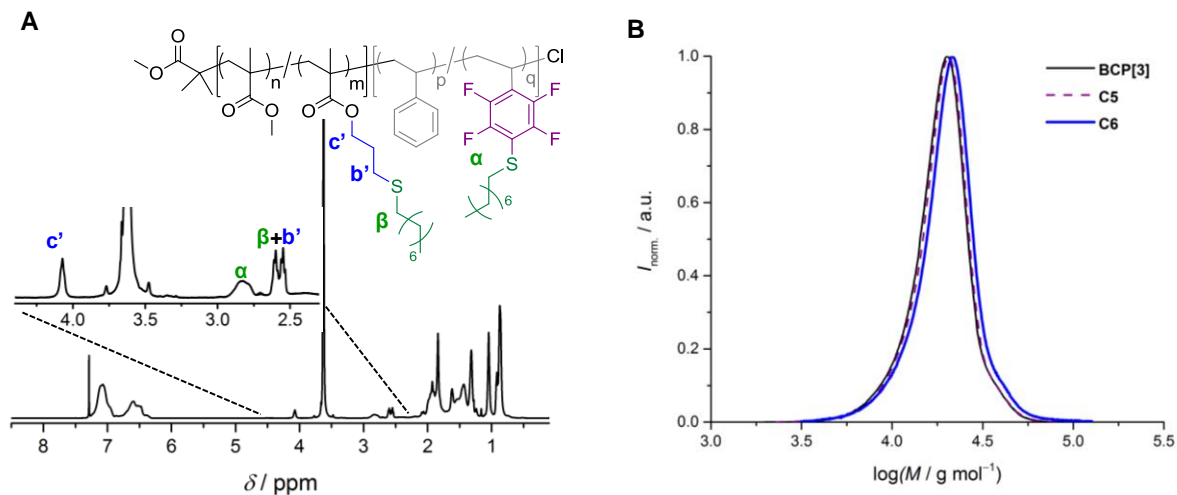 A
O
O
n
m
p
q
Cl
O
O
O
O
F
F
F
F
c'
b'
S
β
6
α
S
6
c'
α
β+b'
4.0 3.5 3.0 2.5
8 7 6 5 4 3 2 1
δ / ppm
B
BCP[3]
C5
C6
1.0
0.8
0.6
0.4
0.2
0.0
I norm. / a.u.
3.0 3.5 4.0 4.5 5.0 5.5
log(M / g mol⁻¹)